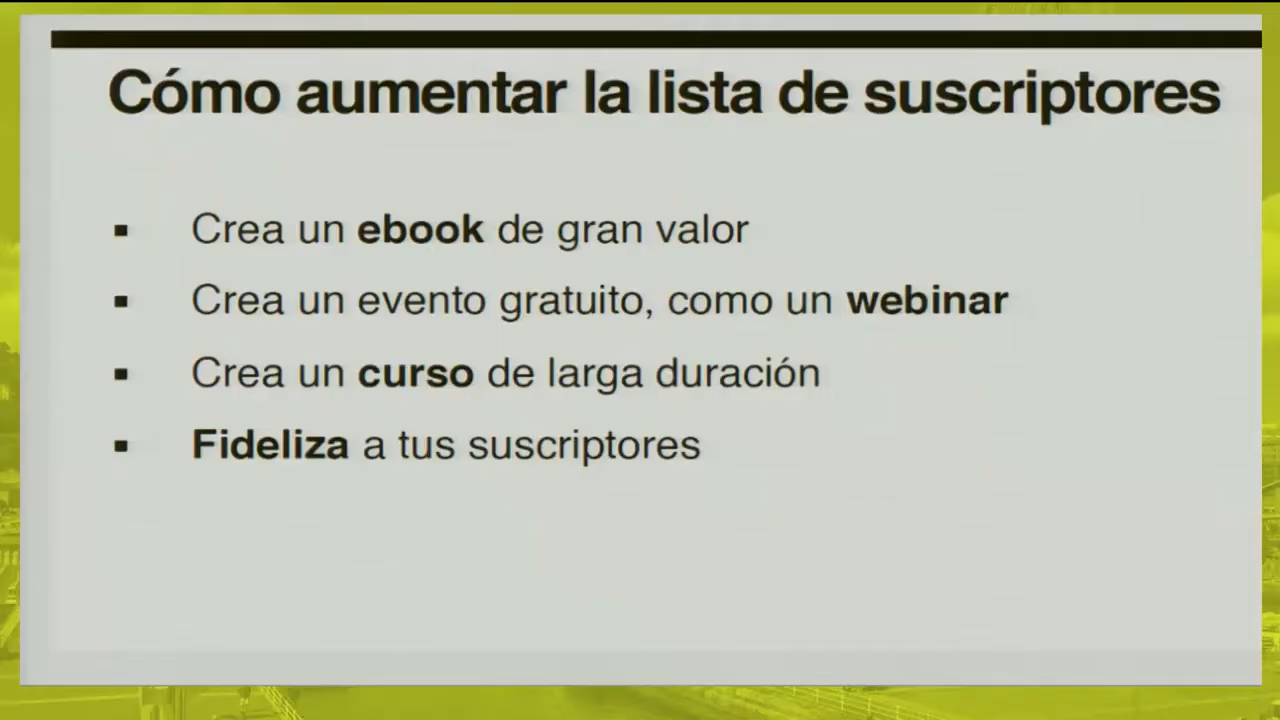 Cómo aumentar la lista de suscriptores
▪ Crea un ebook de gran valor
▪ Crea un evento gratuito, como un webinar
▪ Crea un curso de larga duración
▪ Fideliza a tus suscriptores